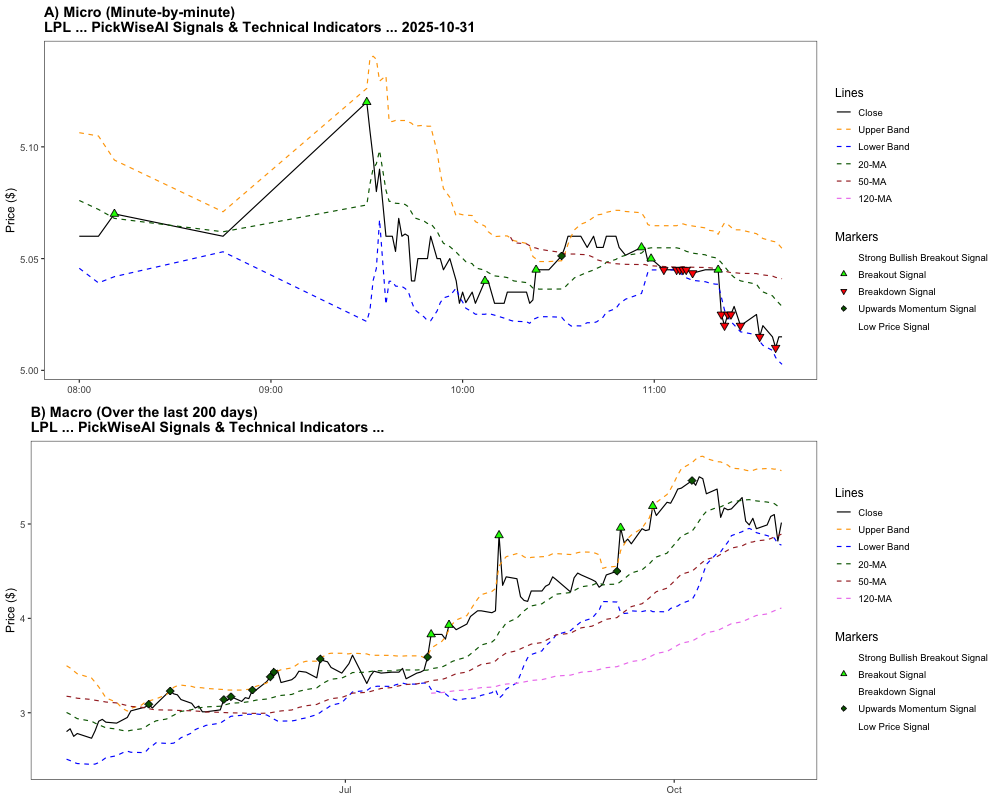 A) Micro (Minute-by-minute)
LPL ... PickWiseAI Signals & Technical Indicators ... 2025-10-31
Price ($)
5.10
5.05
5.00
08:00
09:00
10:00
11:00
Lines
Close
Upper Band
Lower Band
20-MA
50-MA
120-MA
Markers
Strong Bullish Breakout Signal
Breakout Signal
Breakdown Signal
Upwards Momentum Signal
Low Price Signal
B) Macro (Over the last 200 days)
LPL ... PickWiseAI Signals & Technical Indicators ...
Price ($)
5
4
3
Jul
Oct
Lines
Close
Upper Band
Lower Band
20-MA
50-MA
120-MA
Markers
Strong Bullish Breakout Signal
Breakout Signal
Breakdown Signal
Upwards Momentum Signal
Low Price Signal